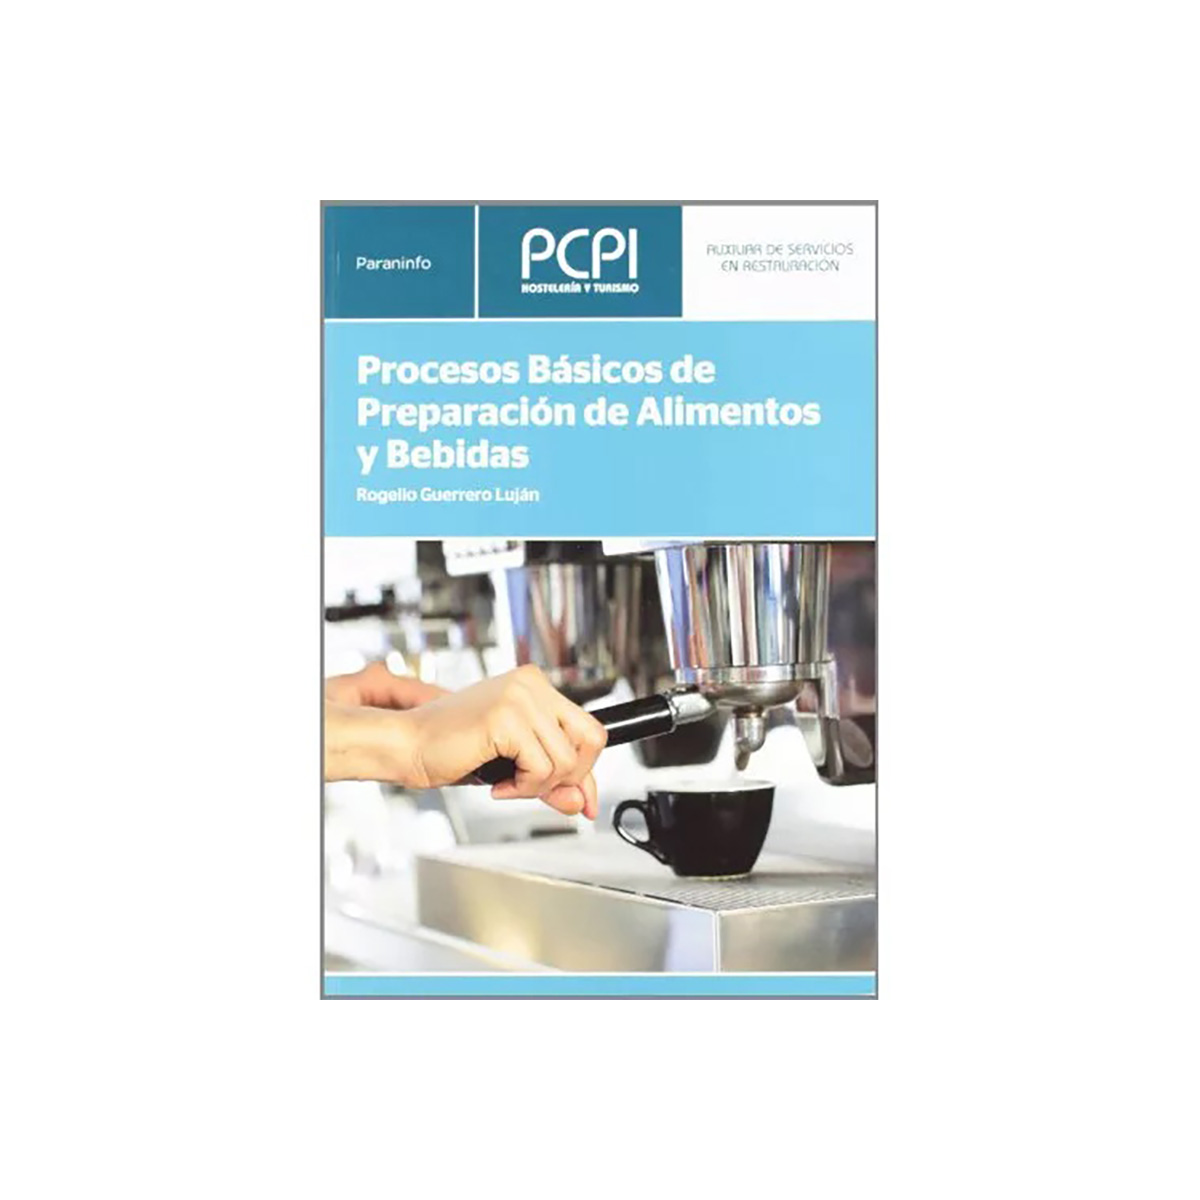 Paraninfo
PCPI
HOSTELERÍA Y TURISMO
AUXILIAR DE SERVICIOS
EN RESTAURACIÓN
Procesos Básicos de
Preparación de Alimentos
y Bebidas
Rogelio Guerrero Luján